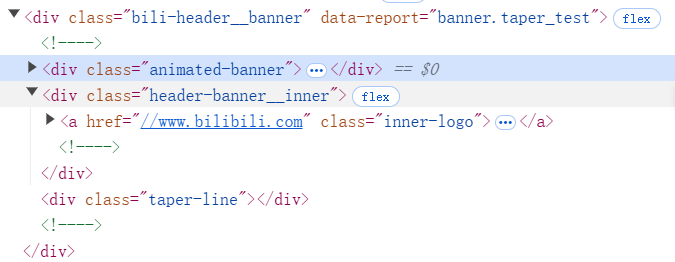 <div class="bili-header__banner" data-report="banner.taper_test"> flex
<!---->
<div class="animated-banner"> ••• </div> == $0
<div class="header-banner__inner"> flex
<a href="//www.bilibili.com" class="inner-logo"> ••• </a>
<!---->
</div>
<div class="taper-line"></div>
<!---->
</div>